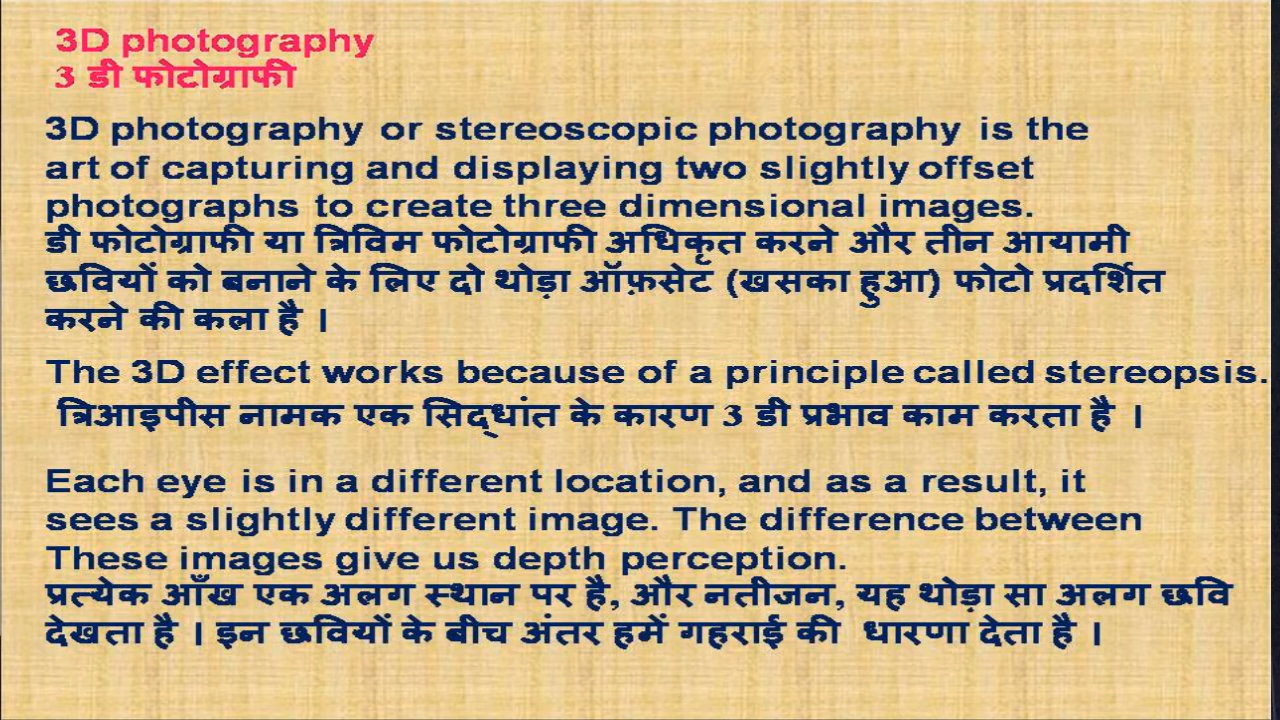 3D photography
3 डी फोटोग्राफी
3D photography or stereoscopic photography is the
art of capturing and displaying two slightly offset
photographs to create three dimensional images.
डी फोटोग्राफी या त्रिविम फोटोग्राफी अधिकृत करने और तीन आयामी
छवियों को बनाने के लिए दो थोड़ा ऑफ़सेट (खसका हुआ) फोटो प्रदर्शित
करने की कला है ।
The 3D effect works because of a principle called stereopsis.
त्रिआइपीस नामक एक सिद्धांत के कारण 3 डी प्रभाव काम करता है ।
Each eye is in a different location, and as a result, it
sees a slightly different image. The difference between
These images give us depth perception.
प्रत्येक आँख एक अलग स्थान पर है, और नतीजन, यह थोड़ा सा अलग छवि
देखता है । इन छवियों के बीच अंतर हमें गहराई की धारणा देता है ।